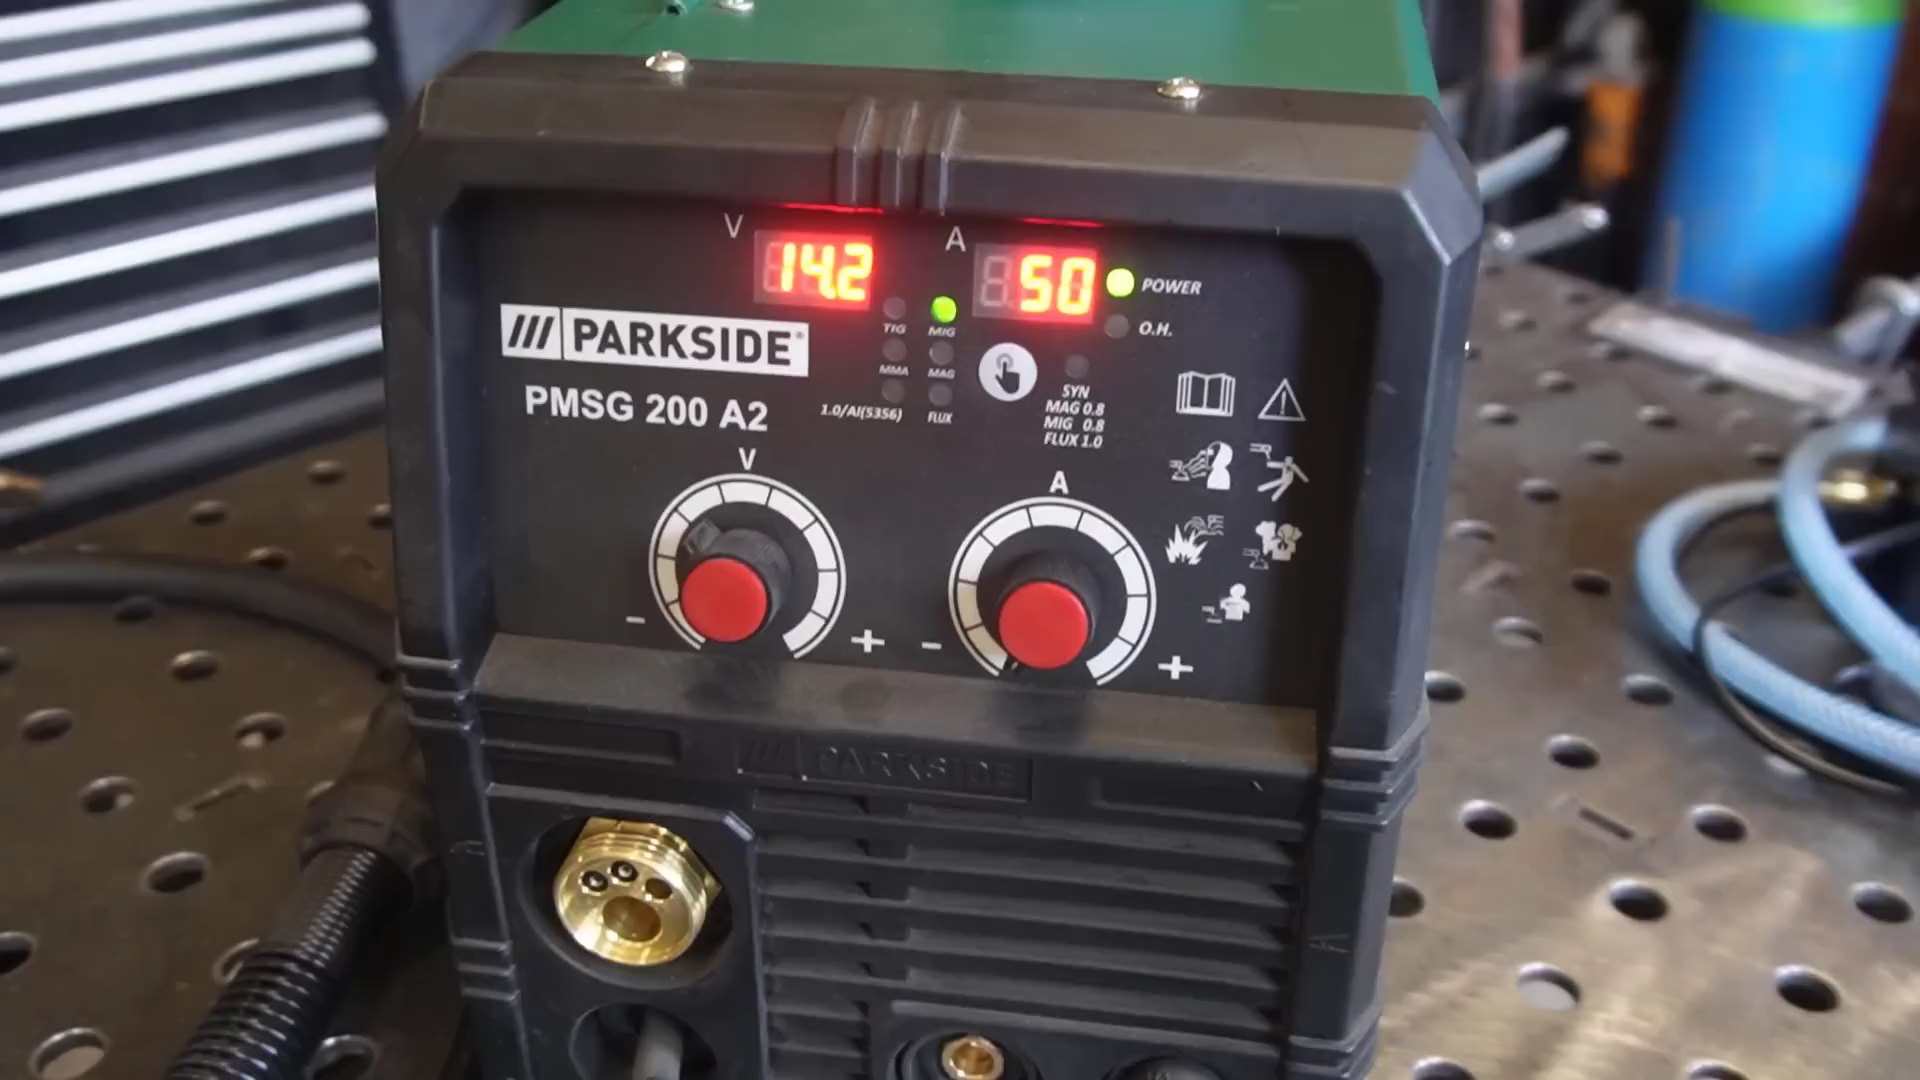 V
14.2
A
50
POWER
O.H.
TIG
MIG
MMA
MAG
1.0/Al(5356)
FLUX
SYN
MAG 0.8
MIG 0.8
FLUX 1.0
/// PARKSIDE®
PMSG 200 A2
V
- +
A
- +
/// PARKSIDE